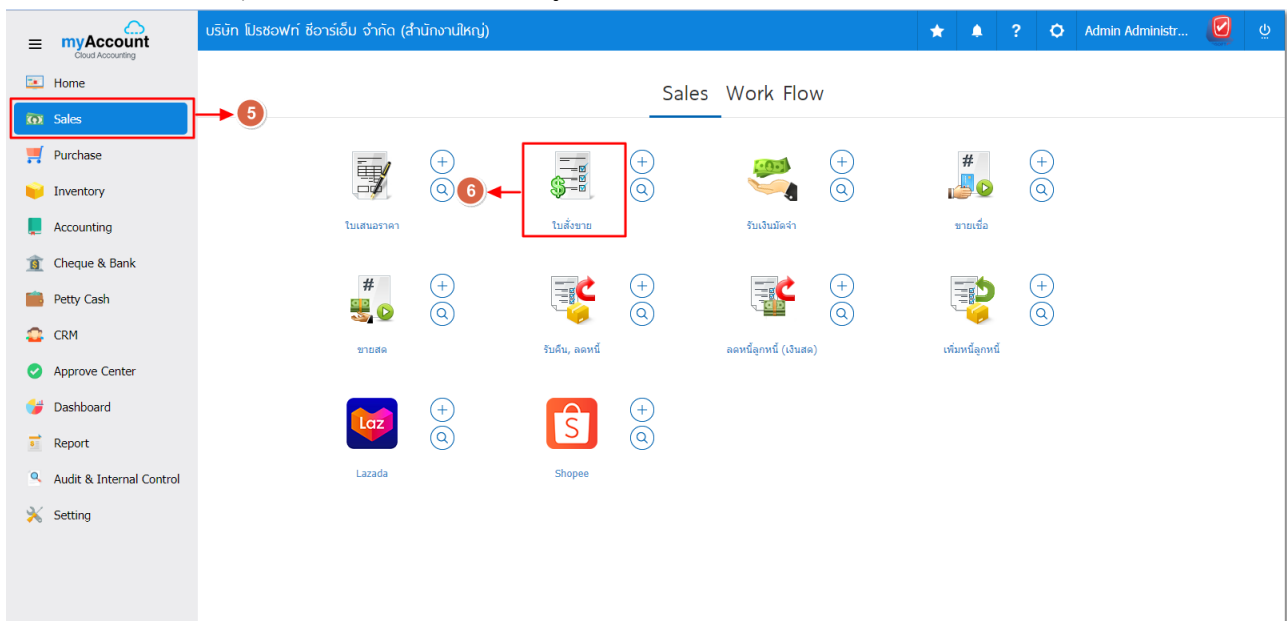 myAccount
Cloud Accounting
บริษัท โปรซอฟท์ ซีอาร์เอ็ม จำกัด (สำนักงานใหญ่)
?
Admin Administr...
Home
Sales
Purchase
Inventory
Accounting
Cheque & Bank
Petty Cash
CRM
Approve Center
Dashboard
Report
Audit & Internal Control
Setting
5
Sales Work Flow
6
ใบเสนอราคา
ใบสั่งขาย
รับเงินมัดจำ
#
ขายเชื่อ
#
ขายสด
รับคืน, ลดหนี้
ลดหนี้ลูกหนี้ (เงินสด)
เพิ่มหนี้ลูกหนี้
Laz
Lazada
S
Shopee